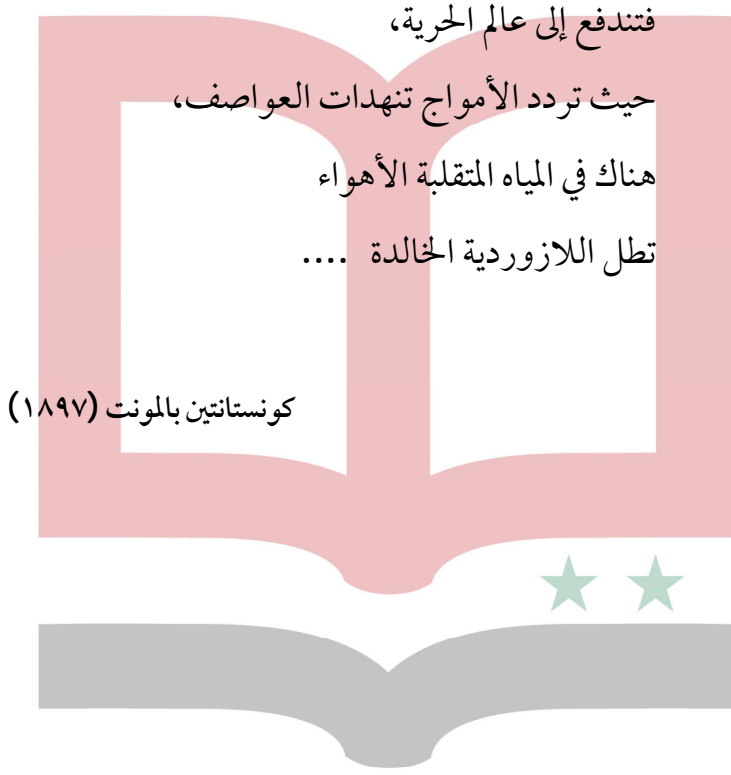 فتندفع إلى عالم الحرية،
حيث تردد الأمواج تنهدات العواصف،
هناك في المياه المتقلبة الأهواء
تطل اللازوردية الخالدة ....
كونستانتين بالمونت (١٨٩٧)